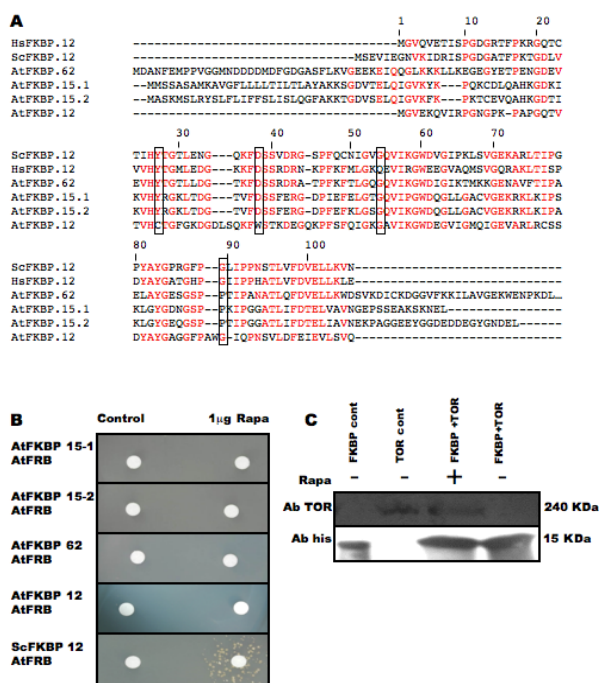 A
1 10 20
HsFKBP.12 ------------------------------MGVQVETISPGDGRTFPKRGQTC
ScFKBP.12 -------------------------MSEVIEGNVKIDRISPGDGATFPKTGDLV
AtFKBP.62 MDANFEMPPVGGMNDDDDMDFGDGASFLKVGEEKEIQQGLKKKLLKEGEGYETPENGDEV
AtFKBP.15.1 --MMSSASAMKAVGFLLLLTILTLAYAKKSGDVTELQIGVKYK--PQKCDLQAHKGDKI
AtFKBP.15.2 --MASKMSLRYSLFLIFFSLISLQGFAKKTGDVSELQIGVKFK--PKTCEVQAHKGDTI
AtFKBP.12 ------------------------------MGVEKQVIRPGNGPK-PAPGQTV
30 40 50 60 70
ScFKBP.12 TIHYTGTLENG--QKFDSSVDRG-SPFQCNIGVGQVIKGWDVGIPKLSVGEKARLTIPG
HsFKBP.12 VVHYTGMLEDG--KKFDSSRDRN-KPFKFMLGKQEVIRGWEEGVAQMSVGQRAKLTISP
AtFKBP.62 EVHYTGTLLDG--TKFDSSRDRA-TPFKFTLGQGQVIKGWDIGIKTMKKGENAVFTIPA
AtFKBP.15.1 KVHYRGKLTDG--TVFDSSFERG-DPIEFELGTGQVIPGWDQGLLGACVGEKRKLKIPS
AtFKBP.15.2 KVHYRGKLTDG--TVFDSSFERG-DPFEFKLGSGQVIKGWDQGLLGACVGEKRKLKIPA
AtFKBP.12 TVHCTGFGKDGDLSQKFWSTKDEGQKPFSFQIGKGAVIKGWDEGVIGMQIGEVARLRCSS
80 90 100
ScFKBP.12 PYAYGPRGFP--GLIPPNSTLVFDVELLKVN----------------------
HsFKBP.12 DYAYGATGHP--GIIPPHATLVFDVELLKLE----------------------
AtFKBP.62 ELAYGESGSP--PTIPANATLQFDVELLKWDSVKDICKDGGVFKKILAVGEKWENPKDL…
AtFKBP.15.1 KLGYGDNGSP--PKIPGGATLIFDTELVAVNGEPSSEAKSKNEL---------
AtFKBP.15.2 KLGYGEQGSP--PTIPGGATLIFDTELIAVNEKPAGGEEYGGDEDDEGYGNDEL-------
AtFKBP.12 DYAYGAGGFPAWG-IQPNSVLDFEIEVLSVQ----------------------
B
Control 1µg Rapa
AtFKBP 15-1
AtFRB
AtFKBP 15-2
AtFRB
AtFKBP 62
AtFRB
AtFKBP 12
AtFRB
ScFKBP 12
AtFRB
C
FKBP cont
TOR cont
FKBP +TOR
FKBP+TOR
Rapa - - + -
Ab TOR 240 KDa
Ab his 15 KDa